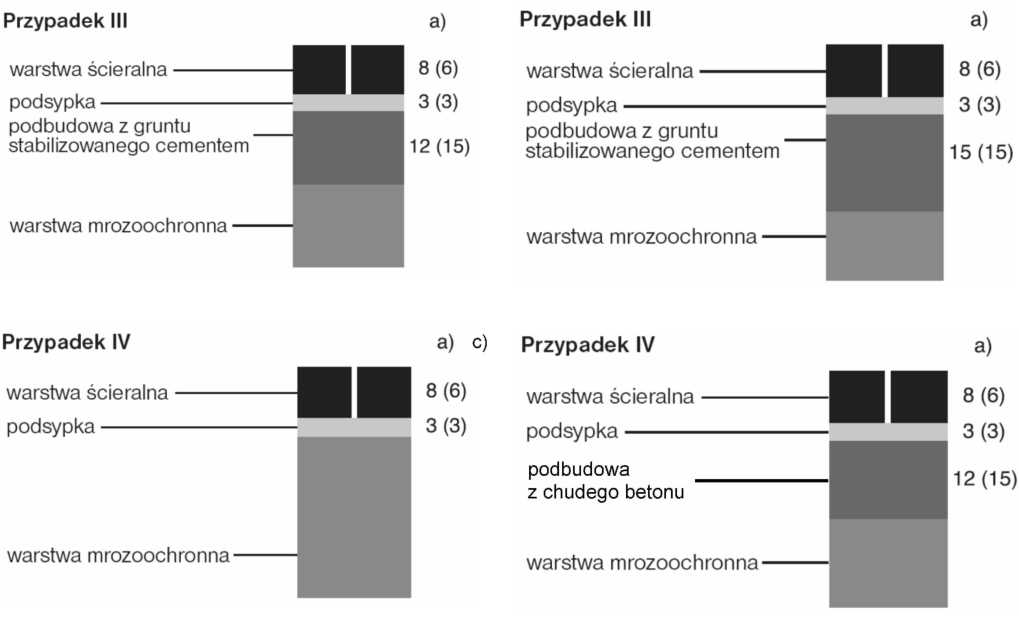 Przypadek III a)
warstwa ścieralna 8 (6)
podsypka 3 (3)
podbudowa z gruntu
stabilizowanego cementem 12 (15)
warstwa mrozoochronna
Przypadek III a)
warstwa ścieralna 8 (6)
podsypka 3 (3)
podbudowa z gruntu
stabilizowanego cementem 15 (15)
warstwa mrozoochronna
Przypadek IV a) c)
warstwa ścieralna 8 (6)
podsypka 3 (3)
warstwa mrozoochronna
Przypadek IV a)
warstwa ścieralna 8 (6)
podsypka 3 (3)
podbudowa
z chudego betonu 12 (15)
warstwa mrozoochronna